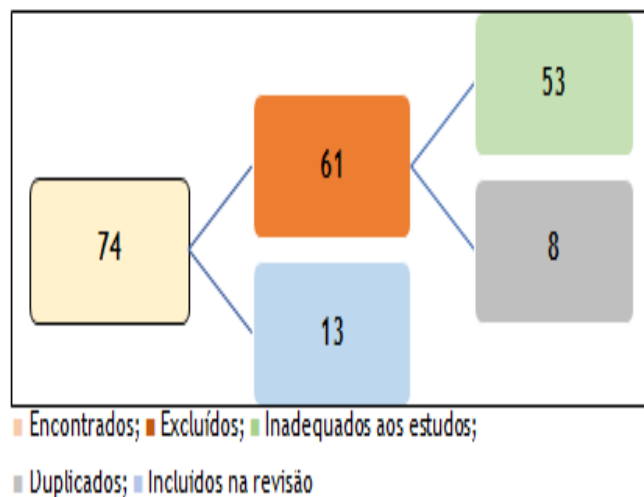 53
61
74
8
13
Encontrados; Excluídos; Inadequados aos estudos;
Duplicados; Incluídos na revisão